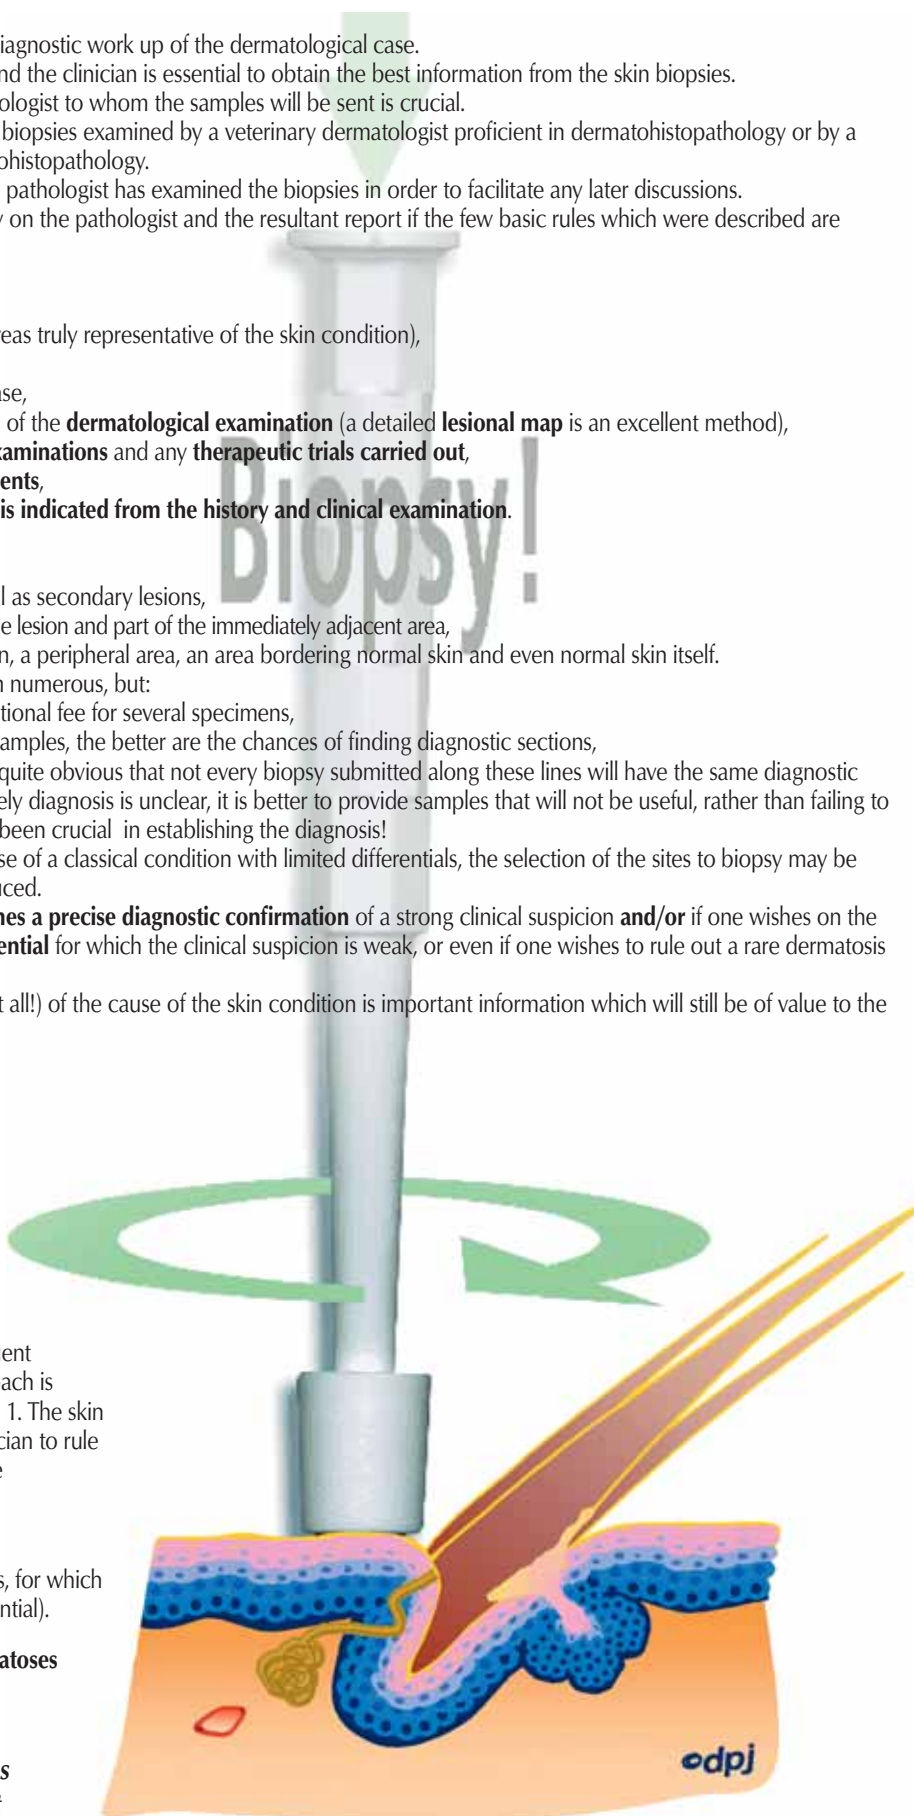 iagnostic work up of the dermatological case.
nd the clinician is essential to obtain the best information from the skin biopsies.
ologist to whom the samples will be sent is crucial.
biopsies examined by a veterinary dermatologist proficient in dermatohistopathology or by a
ohistopathology.
pathologist has examined the biopsies in order to facilitate any later discussions.
y on the pathologist and the resultant report if the few basic rules which were described are
reas truly representative of the skin condition),
ase,
of the dermatological examination (a detailed lesional map is an excellent method),
xaminations and any therapeutic trials carried out,
ents,
is indicated from the history and clinical examination.
Biopsy!
l as secondary lesions,
e lesion and part of the immediately adjacent area,
n, a peripheral area, an area bordering normal skin and even normal skin itself.
n numerous, but:
tional fee for several specimens,
amples, the better are the chances of finding diagnostic sections,
quite obvious that not every biopsy submitted along these lines will have the same diagnostic
ely diagnosis is unclear, it is better to provide samples that will not be useful, rather than failing to
been crucial in establishing the diagnosis!
se of a classical condition with limited differentials, the selection of the sites to biopsy may be
uced.
hes a precise diagnostic confirmation of a strong clinical suspicion and/or if one wishes on the
ential for which the clinical suspicion is weak, or even if one wishes to rule out a rare dermatosis
t all!) of the cause of the skin condition is important information which will still be of value to the
ent
ach is
1. The skin
cian to rule
e
s, for which
ntial).
atoses
s
©dpj